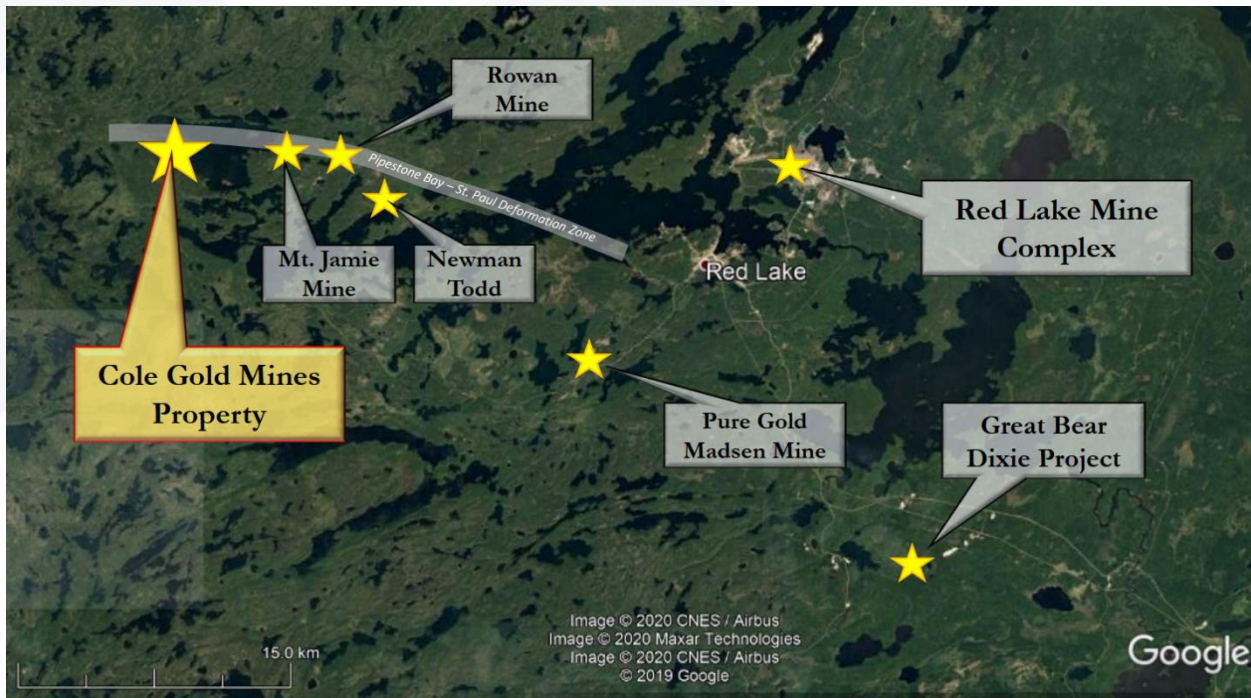 Rowan
Mine
Pipestone Bay – St. Paul Deformation Zone
Mt. Jamie
Mine
Newman
Todd
Red Lake Mine
Complex
Red Lake
Cole Gold Mines
Property
Pure Gold
Madsen Mine
Great Bear
Dixie Project
15.0 km
Image © 2020 CNES / Airbus
Image © 2020 Maxar Technologies
Image © 2020 CNES / Airbus
© 2019 Google
Google